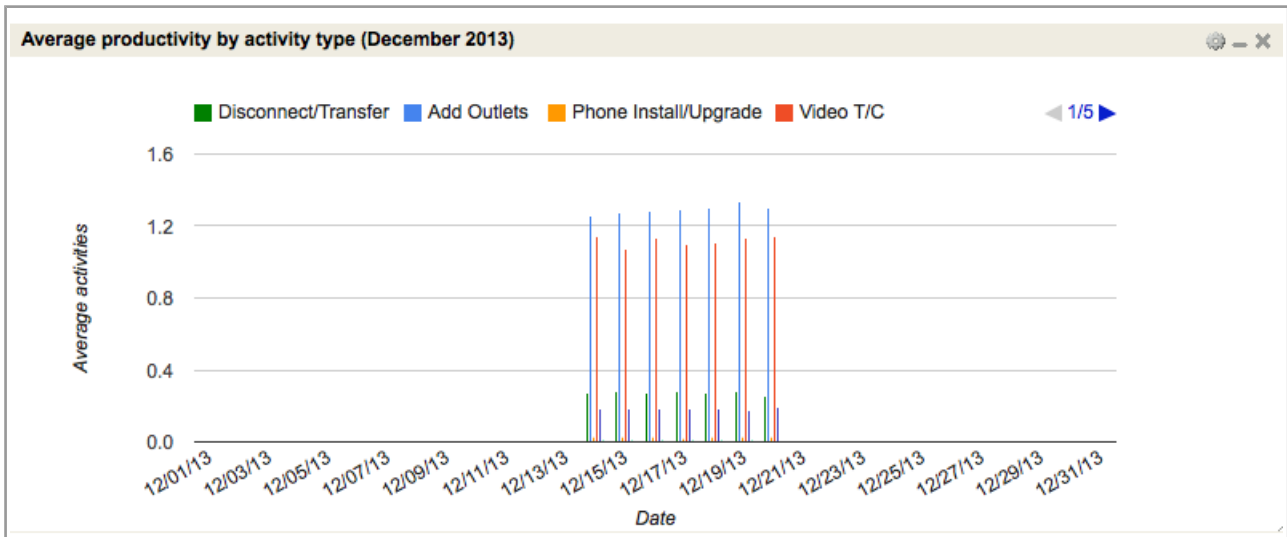 Average productivity by activity type (December 2013)
Disconnect/Transfer Add Outlets Phone Install/Upgrade Video T/C 1/5
1.6
1.2
0.8
0.4
0.0
Average activities
12/01/13 12/03/13 12/05/13 12/07/13 12/09/13 12/11/13 12/13/13 12/15/13 12/17/13 12/19/13 12/21/13 12/23/13 12/25/13 12/27/13 12/29/13 12/31/13
Date